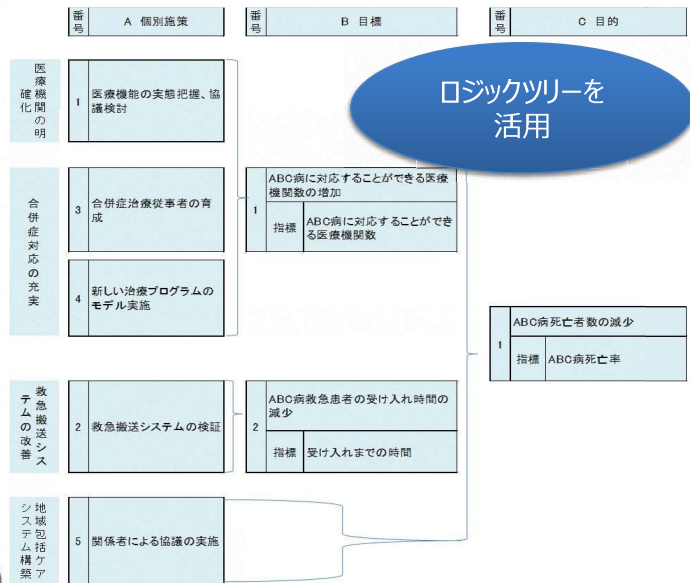 番号
A 個別施策
番号
B 目標
番号
C 目的
ロジックツリーを
活用
医療機関の明
確化
1
医療機能の実態把握、協
議検討
合併症対応の充実
3
合併症治療従事者の育
成
4
新しい治療プログラムの
モデル実施
1
ABC病に対応することができる医療
機関数の増加
指標
ABC病に対応することができ
る医療機関数
1
ABC病死亡者数の減少
指標
ABC病死亡率
救急搬送シス
テムの改善
2
救急搬送システムの検証
2
ABC病救急患者の受け入れ時間の
減少
指標
受け入れまでの時間
地域包括ケア
システム構築
5
関係者による協議の実施